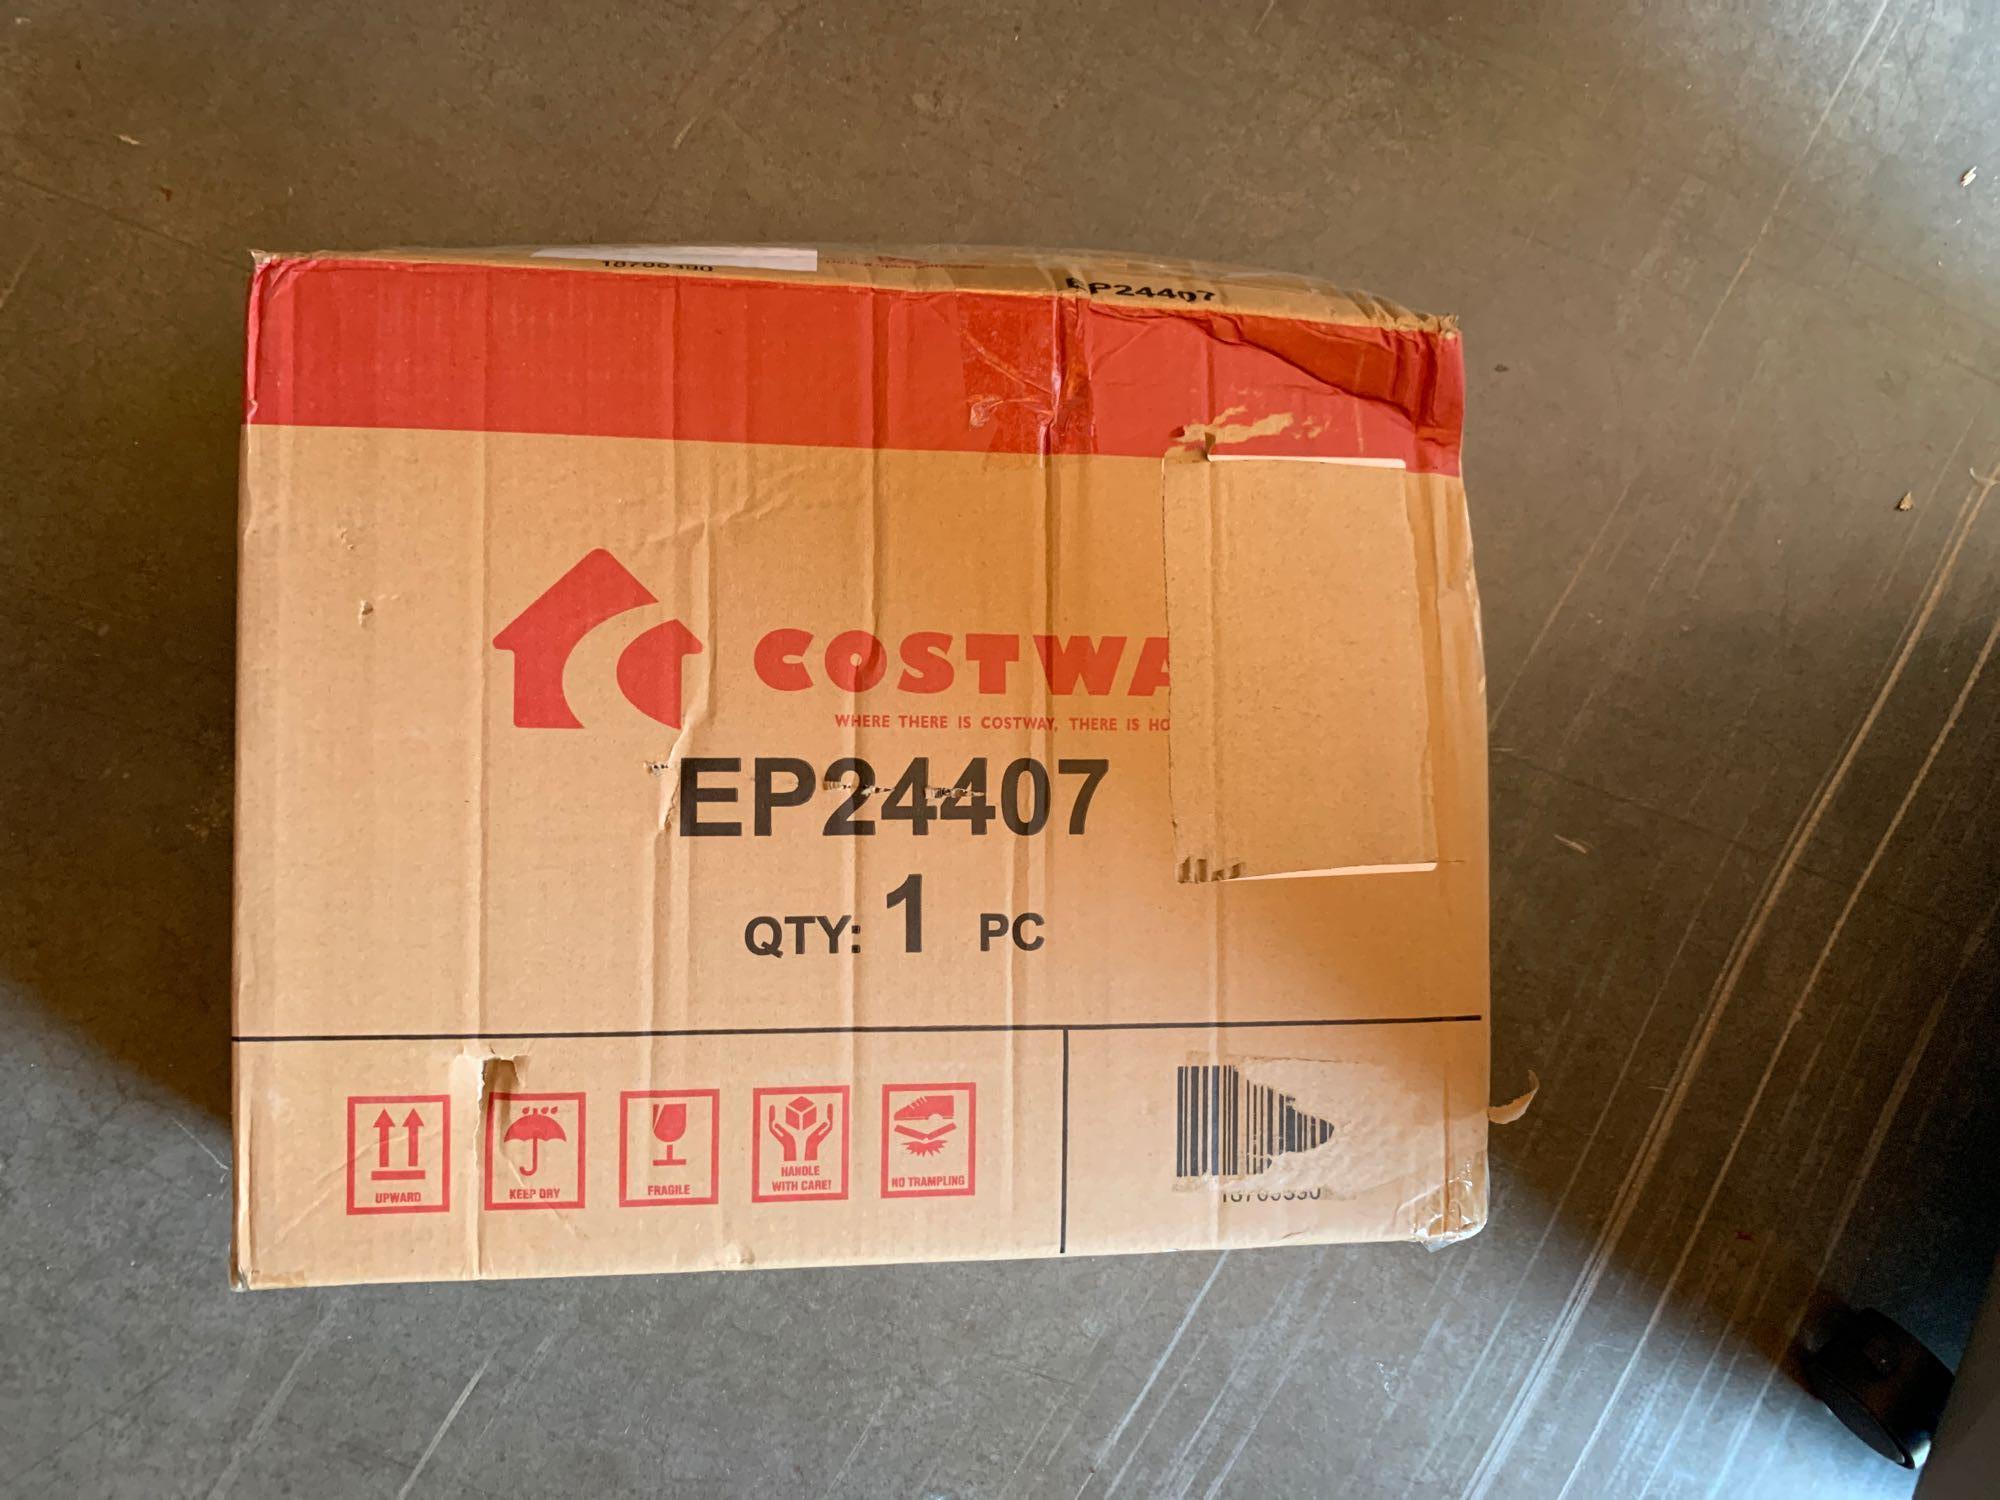 EP24407
COSTWA
WHERE THERE IS COSTWAY, THERE IS HO
EP24407
QTY: 1 PC
UPWARD
KEEP DRY
FRAGILE
HANDLE
WITH CARE!
NO TRAMPLING